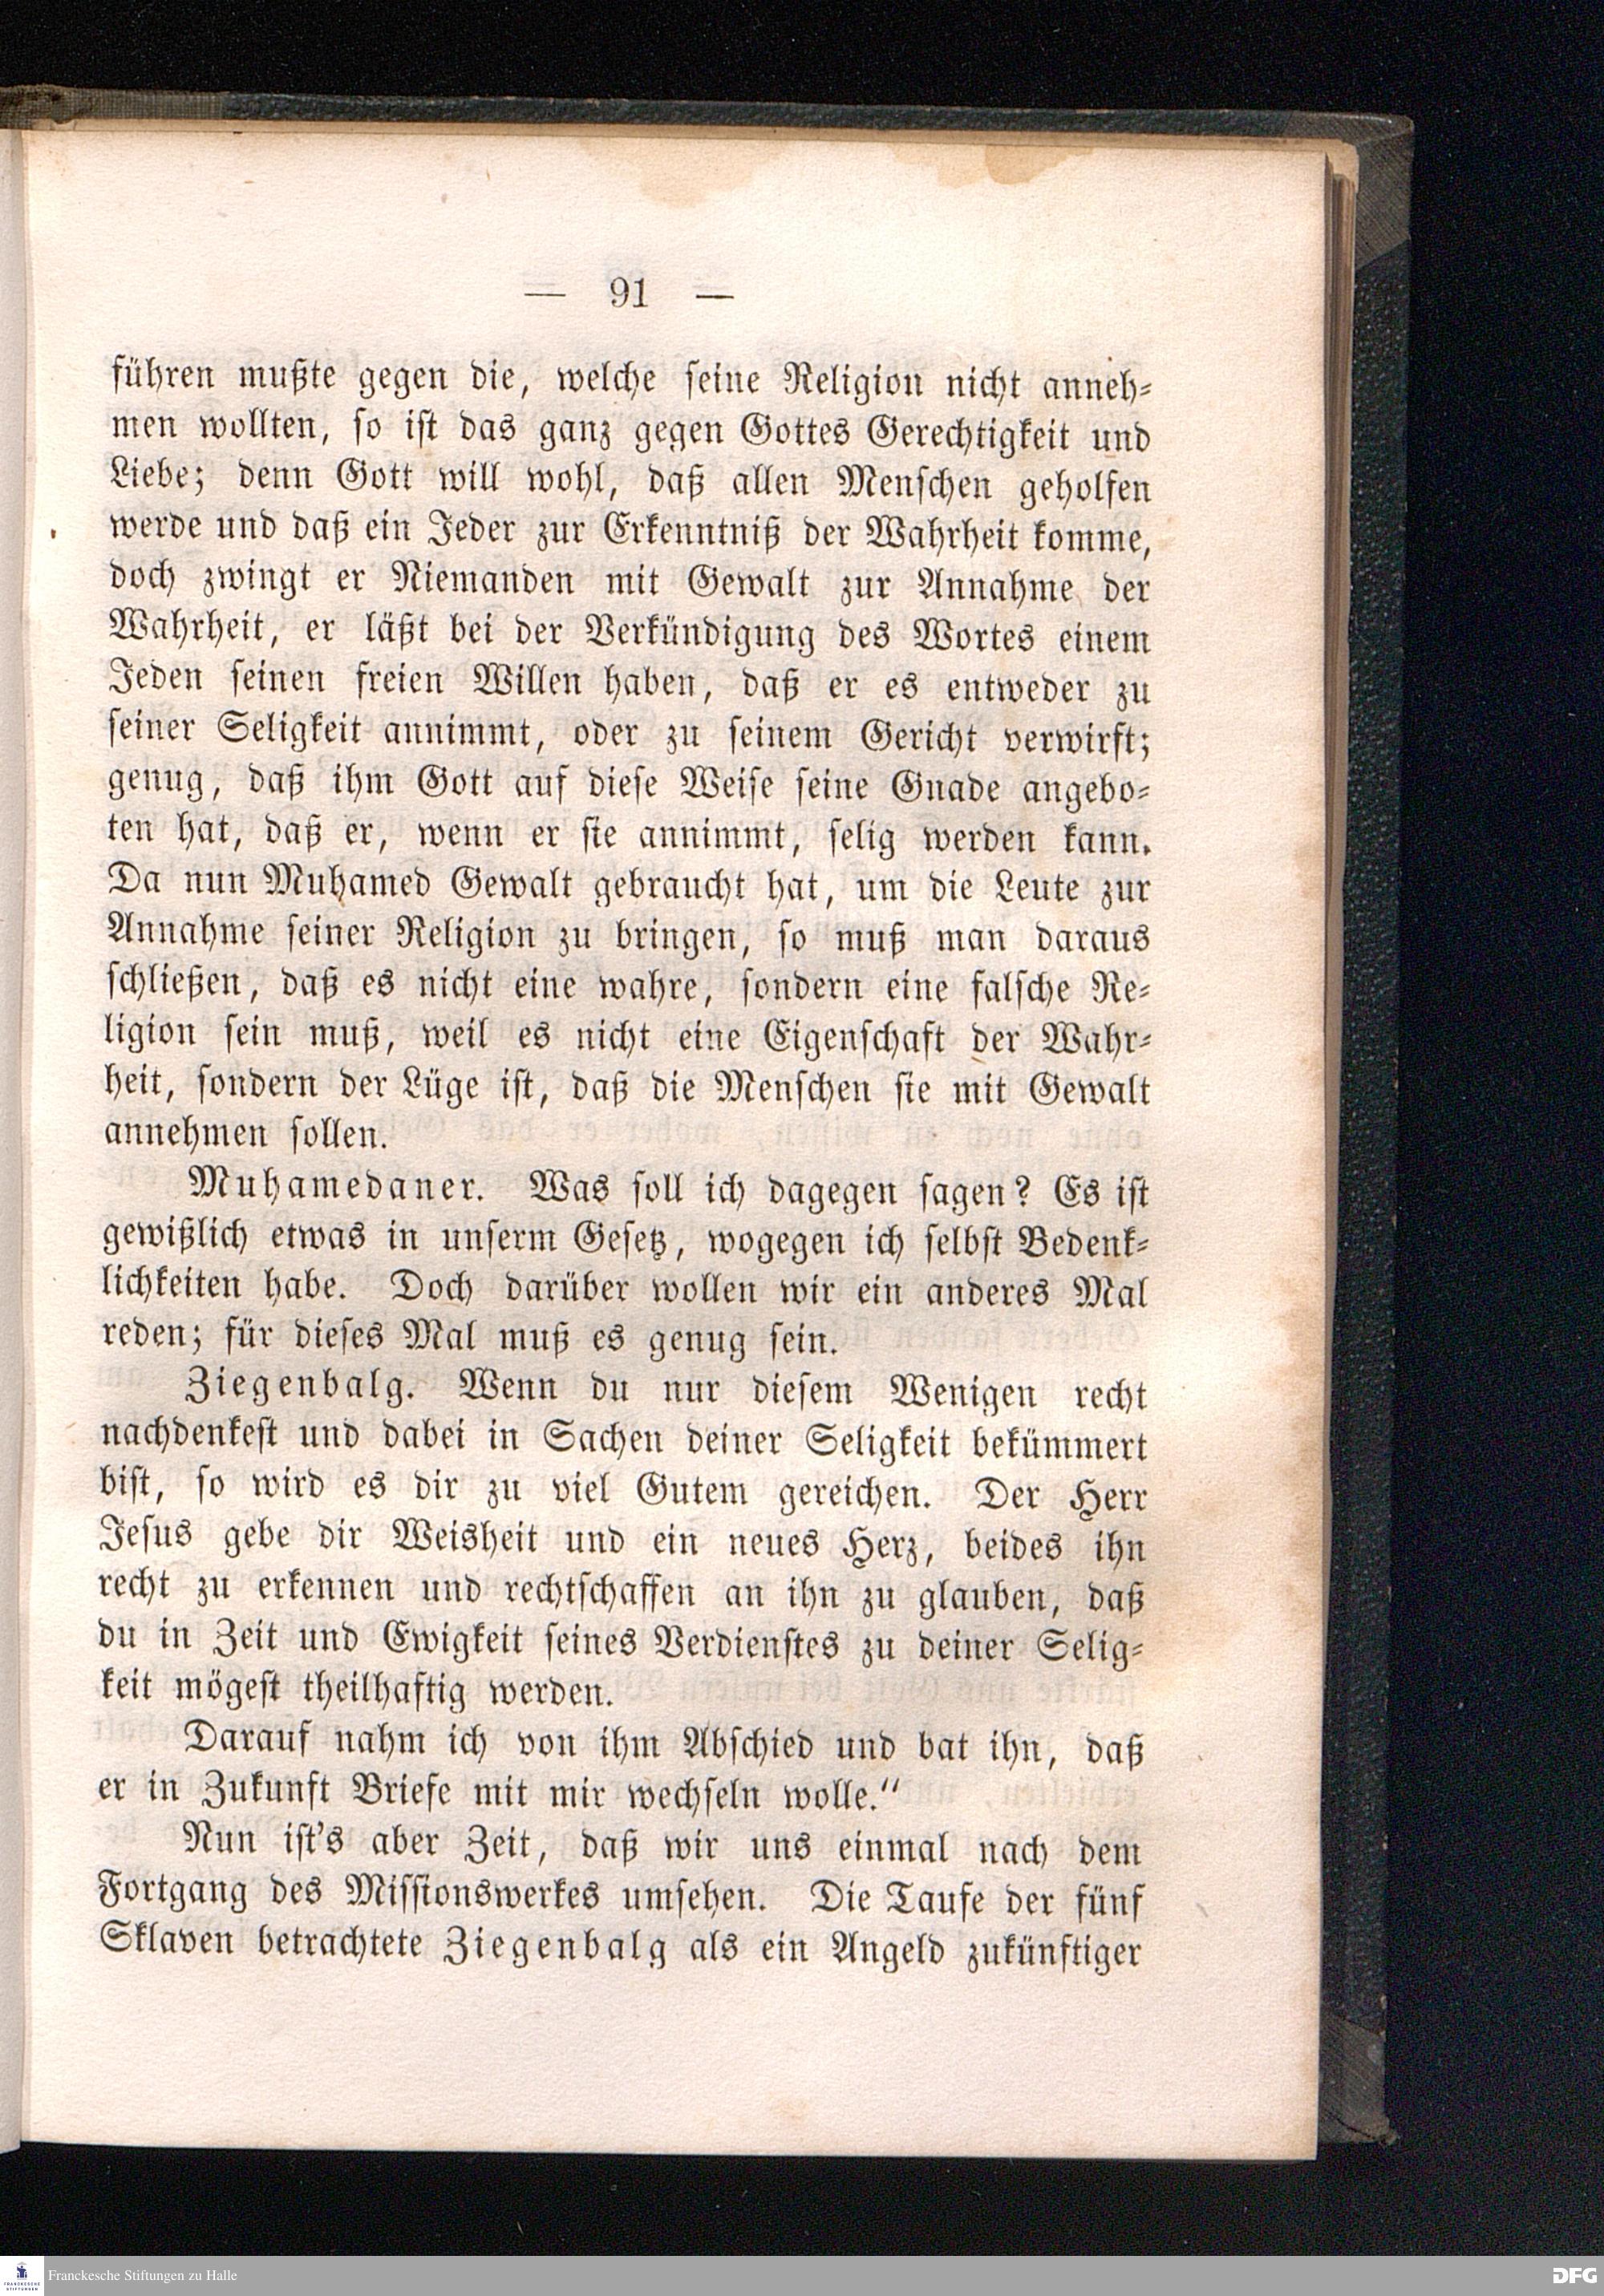 — 91 —
führen mußte gegen die, welche seine Religion nicht anneh-
men wollten, so ist das ganz gegen Gottes Gerechtigkeit und
Liebe; denn Gott will wohl, daß allen Menschen geholfen
werde und daß ein Jeder zur Erkenntniß der Wahrheit komme,
doch zwingt er Niemanden mit Gewalt zur Annahme der
Wahrheit, er läßt bei der Verkündigung des Wortes einem
Jeden seinen freien Willen haben, daß er es entweder zu
seiner Seligkeit annimmt, oder zu seinem Gericht verwirft;
genug, daß ihm Gott auf diese Weise seine Gnade angebo-
ten hat, daß er, wenn er sie annimmt, selig werden kann.
Da nun Muhamed Gewalt gebraucht hat, um die Leute zur
Annahme seiner Religion zu bringen, so muß man daraus
schließen, daß es nicht eine wahre, sondern eine falsche Re-
ligion sein muß, weil es nicht eine Eigenschaft der Wahr-
heit, sondern der Lüge ist, daß die Menschen sie mit Gewalt
annehmen sollen.
Muhamedaner. Was soll ich dagegen sagen? Es ist
gewißlich etwas in unserm Gesetz, wogegen ich selbst Bedenk-
lichkeiten habe. Doch darüber wollen wir ein anderes Mal
reden; für dieses Mal muß es genug sein.
Ziegenbalg. Wenn du nur diesem Wenigen recht
nachdenkest und dabei in Sachen deiner Seligkeit bekümmert
bist, so wird es dir zu viel Gutem gereichen. Der Herr
Jesus gebe dir Weisheit und ein neues Herz, beides ihn
recht zu erkennen und rechtschaffen an ihn zu glauben, daß
du in Zeit und Ewigkeit seines Verdienstes zu deiner Selig-
keit mögest theilhaftig werden.
Darauf nahm ich von ihm Abschied und bat ihn, daß
er in Zukunft Briefe mit mir wechseln wolle.“
Nun ist's aber Zeit, daß wir uns einmal nach dem
Fortgang des Missionswerkes umsehen. Die Taufe der fünf
Sklaven betrachtete Ziegenbalg als ein Angeld zukünftiger
FRANCKESCHE
STIFTUNGEN
Franckesche Stiftungen zu Halle
DFG